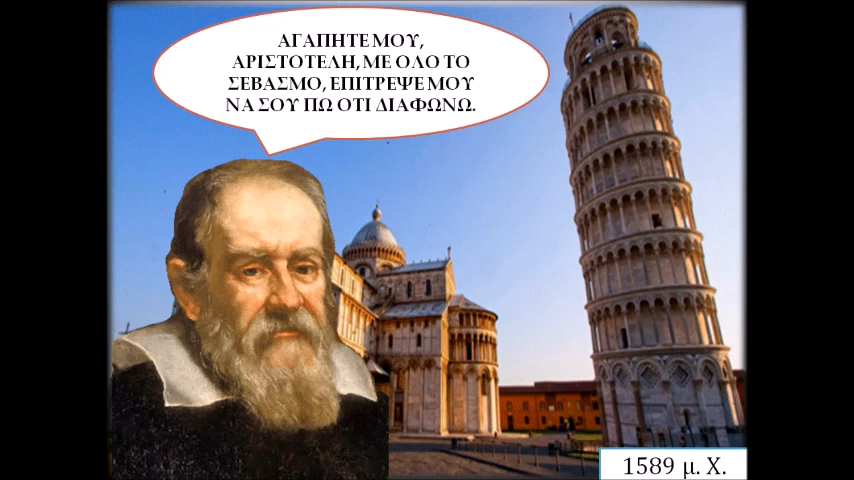 ΑΓΑΠΗΤΕ ΜΟΥ,
ΑΡΙΣΤΟΤΕΛΗ, ΜΕ ΟΛΟ ΤΟ
ΣΕΒΑΣΜΟ, ΕΠΙΤΡΕΨΕ ΜΟΥ
ΝΑ ΣΟΥ ΠΩ ΟΤΙ ΔΙΑΦΩΝΩ.
1589 μ. Χ.